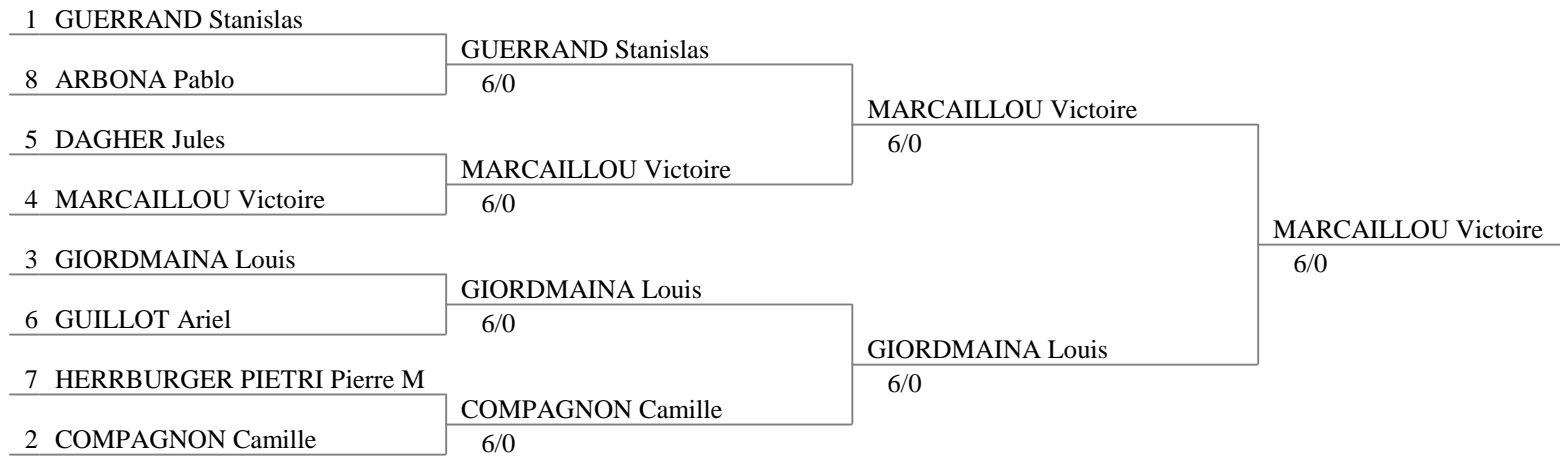 1 GUERRAND Stanislas
GUERRAND Stanislas
8 ARBONA Pablo
6/0
MARCAILLOU Victoire
5 DAGHER Jules
6/0
MARCAILLOU Victoire
4 MARCAILLOU Victoire
6/0
MARCAILLOU Victoire
3 GIORDMAINA Louis
6/0
GIORDMAINA Louis
6 GUILLOT Ariel
6/0
GIORDMAINA Louis
7 HERRBURGER PIETRI Pierre M
6/0
COMPAGNON Camille
2 COMPAGNON Camille
6/0